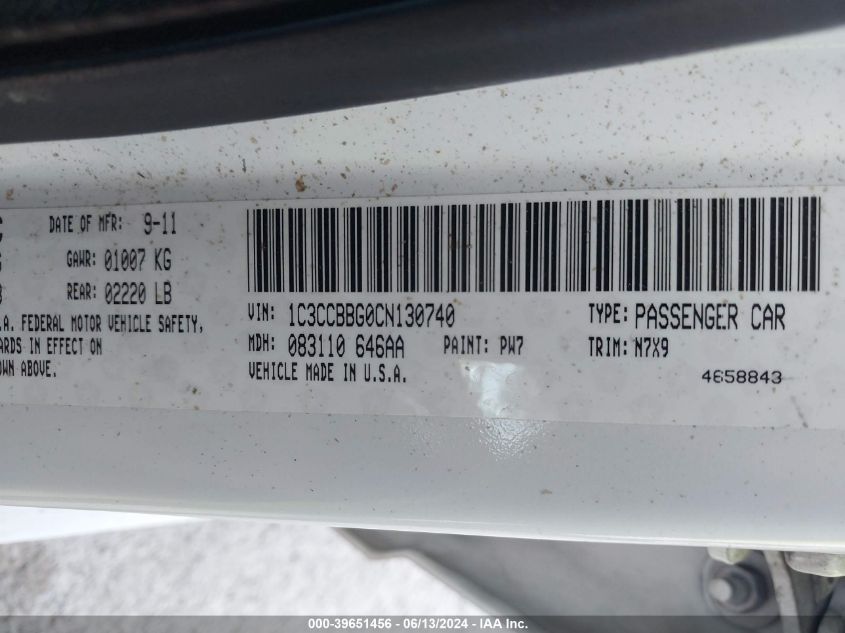 DATE OF MFR: 9-11
GAWR: 01007 KG
REAR: 02220 LB
.A. FEDERAL MOTOR VEHICLE SAFETY,
ARDS IN EFFECT ON
OWN ABOVE.
VIN: 1C3CCBBG0CN130740 TYPE: PASSENGER CAR
MDH: 083110 646AA PAINT: PW7 TRIM: N7X9
VEHICLE MADE IN U.S.A. 4658843
000-39651456 - 06/13/2024 - IAA Inc.